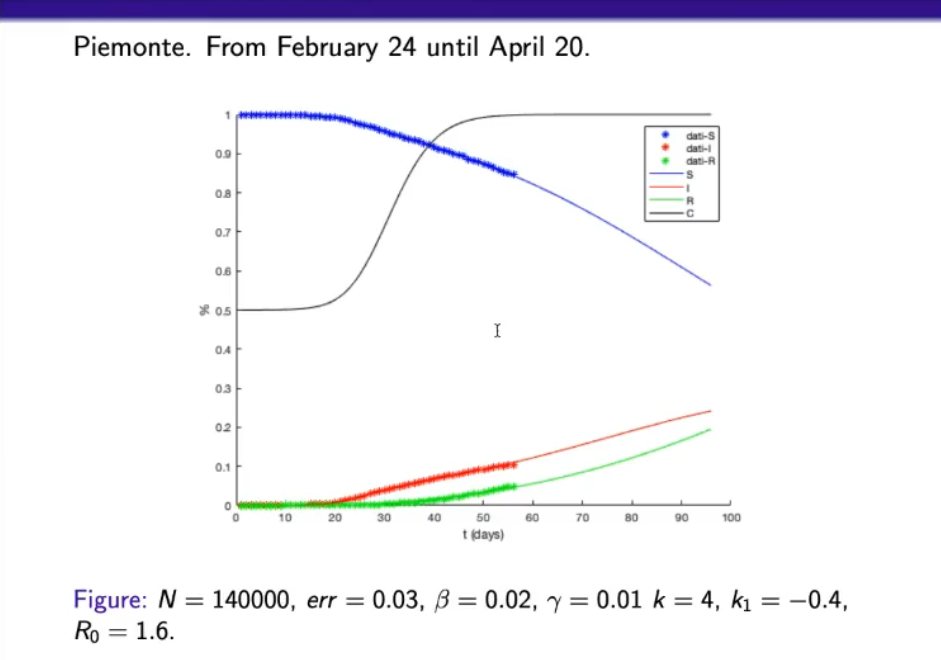 Piemonte. From February 24 until April 20.
1
0.9
0.8
0.7
0.6
0.5
0.4
0.3
0.2
0.1
0
%
0 10 20 30 40 50 60 70 80 90 100
t (days)
dati-S
dati-I
dati-R
S
I
R
C
Figure: N = 140000, err = 0.03, β = 0.02, γ = 0.01 k = 4, k₁ = −0.4,
R₀ = 1.6.